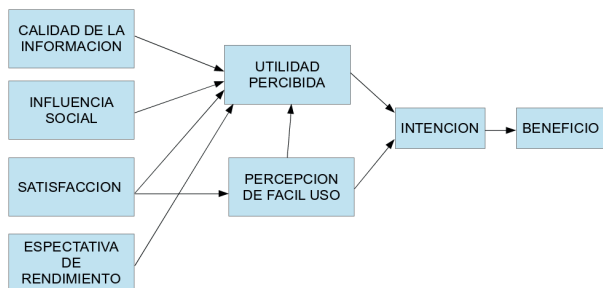 CALIDAD DE LA
INFORMACION
INFLUENCIA
SOCIAL
SATISFACCION
ESPECTATIVA
DE
RENDIMIENTO
UTILIDAD
PERCIBIDA
PERCEPCION
DE FACIL USO
INTENCION
BENEFICIO